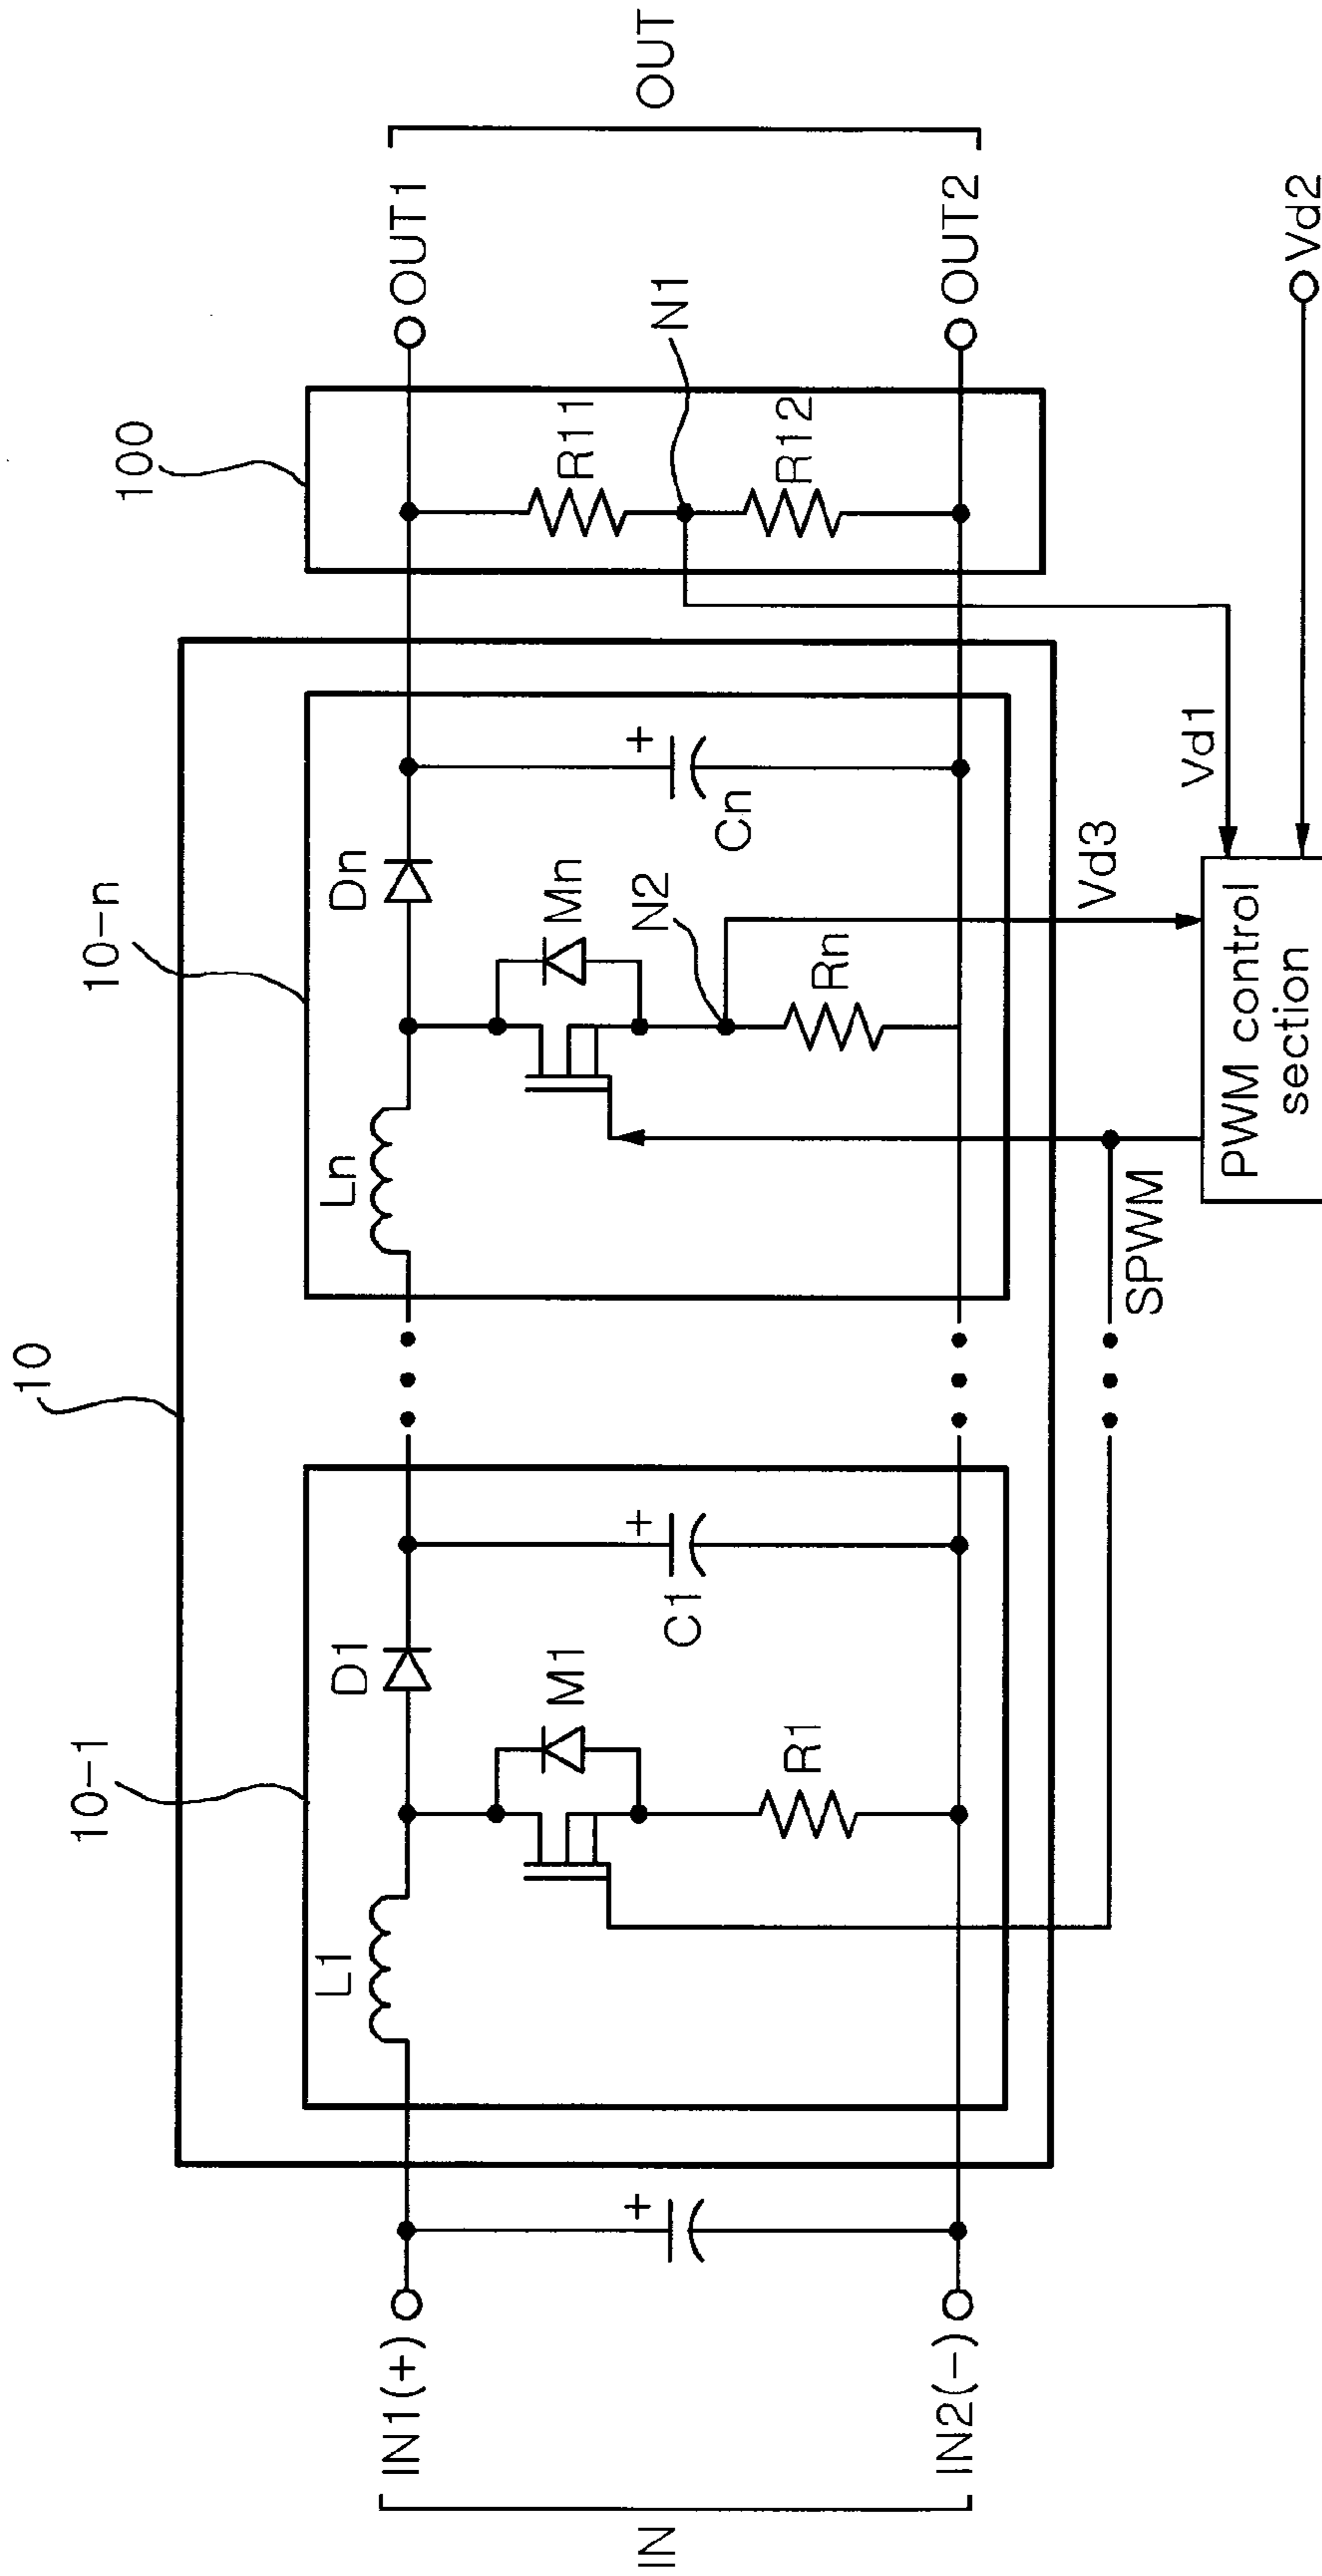 10
10-1
10-n
100
L1
D1
M1
R1
C1
Ln
Dn
Mn
N2
Rn
Cn
R11
R12
N1
IN1(+)
IN2(-)
IN
OUT1
OUT2
OUT
SPWM
Vd3
Vd1
Vd2
PWM control
section
+
+
+